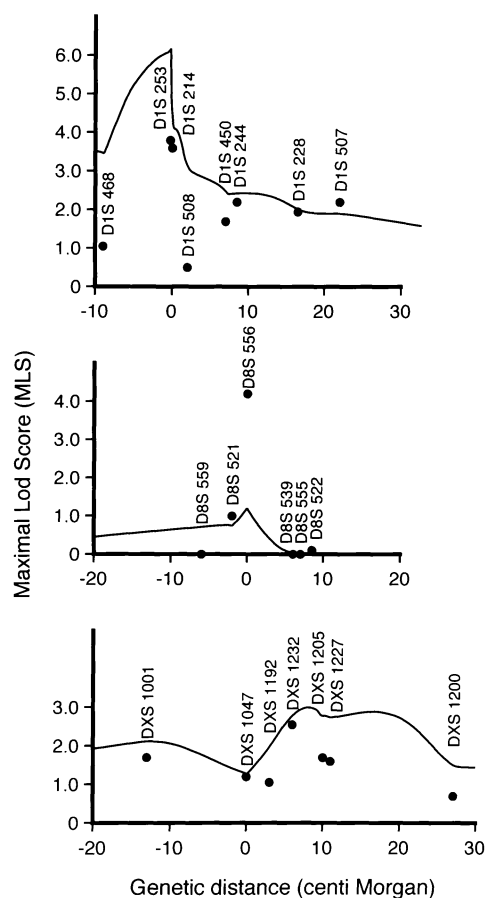 6.0
5.0
4.0
3.0
2.0
1.0
0
D1S 468
D1S 253
D1S 214
D1S 508
D1S 450
D1S 244
D1S 228
D1S 507
-10 0 10 20 30
Maximal Lod Score (MLS)
4.0
3.0
2.0
1.0
0
D8S 559
D8S 521
D8S 556
D8S 539
D8S 555
D8S 522
-20 -10 0 10 20
3.0
2.0
1.0
0
DXS 1001
DXS 1047
DXS 1192
DXS 1232
DXS 1205
DXS 1227
DXS 1200
-20 -10 0 10 20 30
Genetic distance (centi Morgan)